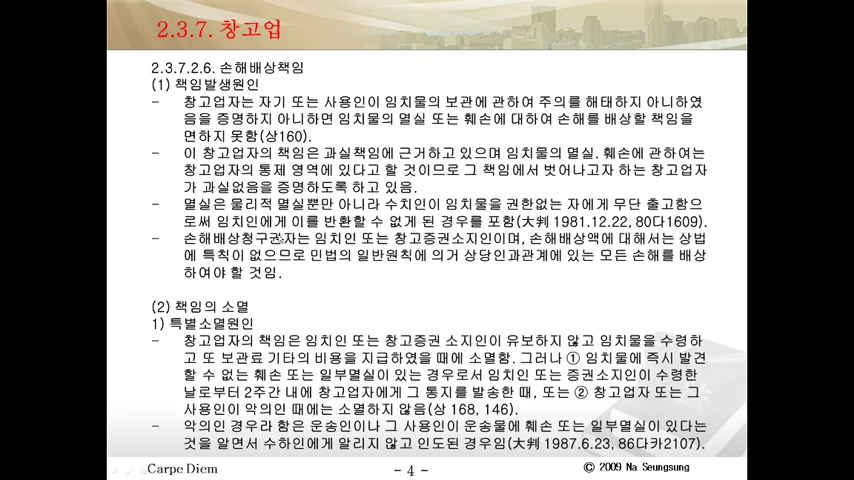 2.3.7. 창고업
2.3.7.2.6. 손해배상책임
(1) 책임발생원인
- 창고업자는 자기 또는 사용인이 임치물의 보관에 관하여 주의를 해태하지 아니하였
음을 증명하지 아니하면 임치물의 멸실 또는 훼손에 대하여 손해를 배상할 책임을
면하지 못함(상160).
- 이 창고업자의 책임은 과실책임에 근거하고 있으며 임치물의 멸실. 훼손에 관하여는
창고업자의 통제 영역에 있다고 할 것이므로 그 책임에서 벗어나고자 하는 창고업자
가 과실없음을 증명하도록 하고 있음.
- 멸실은 물리적 멸실뿐만 아니라 수치인이 임치물을 권한없는 자에게 무단 출고함으
로써 임치인에게 이를 반환할 수 없게 된 경우를 포함(大判 1981.12.22, 80다1609).
- 손해배상청구권자는 임치인 또는 창고증권소지인이며, 손해배상액에 대해서는 상법
에 특칙이 없으므로 민법의 일반원칙에 의거 상당인과관계에 있는 모든 손해를 배상
하여야 할 것임.
(2) 책임의 소멸
1) 특별소멸원인
- 창고업자의 책임은 임치인 또는 창고증권 소지인이 유보하지 않고 임치물을 수령하
고 또 보관료 기타의 비용을 지급하였을 때에 소멸함. 그러나 ① 임치물에 즉시 발견
할 수 없는 훼손 또는 일부멸실이 있는 경우로서 임치인 또는 증권소지인이 수령한
날로부터 2주간 내에 창고업자에게 그 통지를 발송한 때, 또는 ② 창고업자 또는 그
사용인이 악의인 때에는 소멸하지 않음(상 168, 146).
- 악의인 경우라 함은 운송인이나 그 사용인이 운송물에 훼손 또는 일부멸실이 있다는
것을 알면서 수하인에게 알리지 않고 인도된 경우임(大判 1987.6.23, 86다카2107).
Carpe Diem
- 4 -
© 2009 Na Seungsung